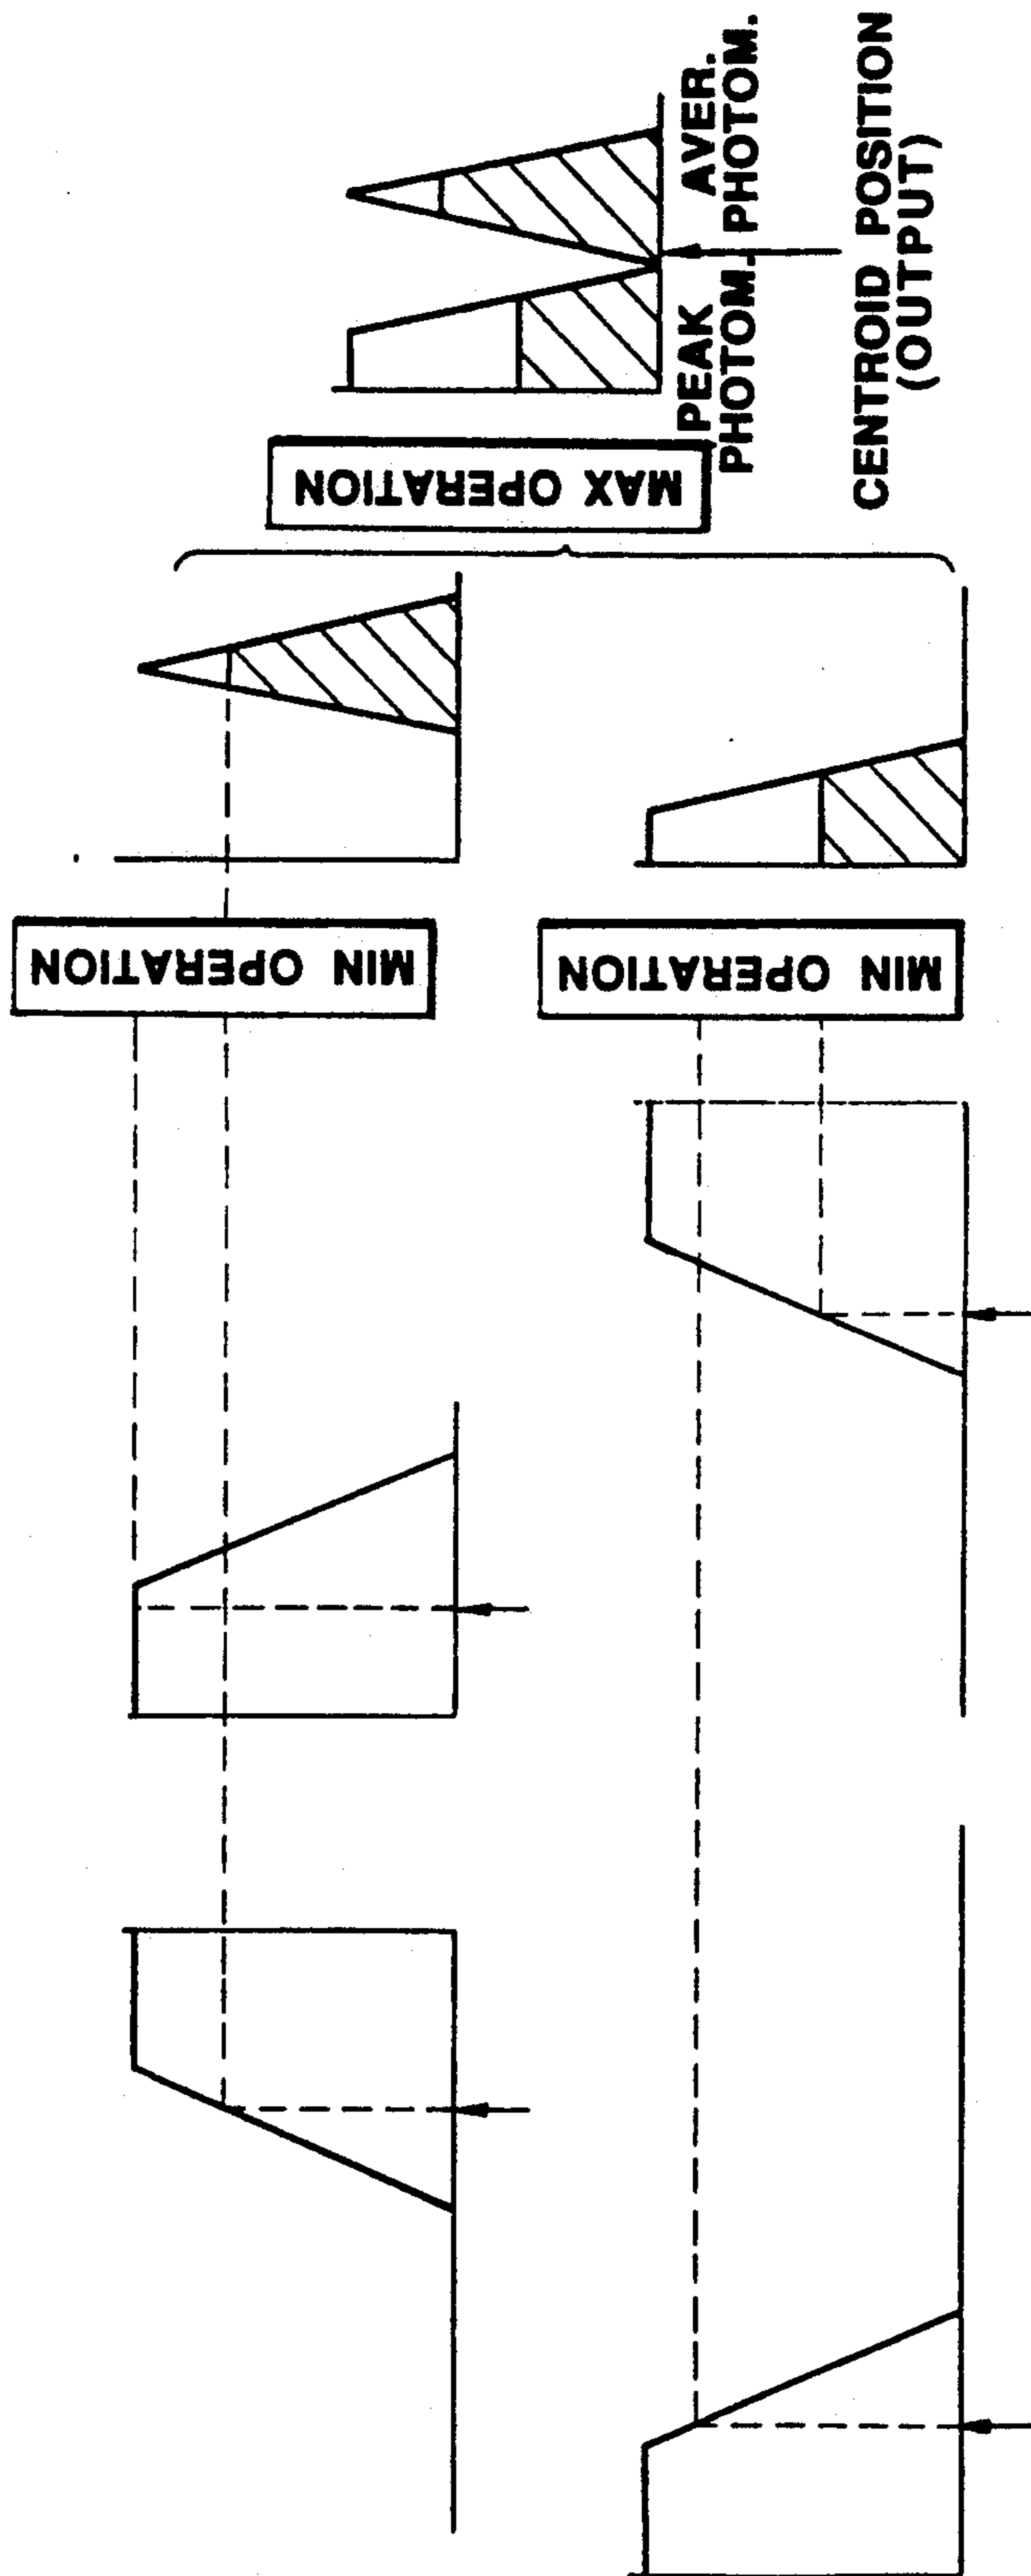 MIN OPERATION
MIN OPERATION
MAX OPERATION
PEAK
PHOTOM.
AVER.
PHOTOM.
CENTROID POSITION
(OUTPUT)